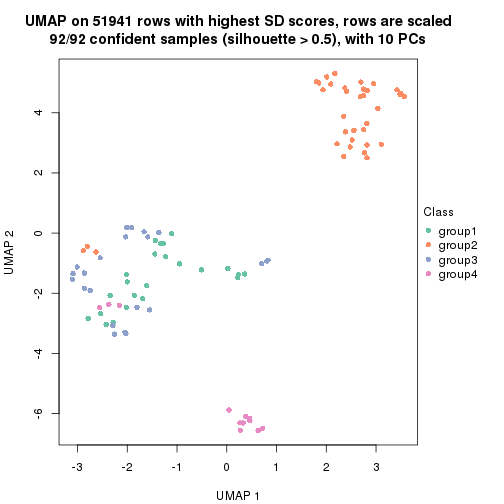 UMAP on 51941 rows with highest SD scores, rows are scaled
92/92 confident samples (silhouette > 0.5), with 10 PCs
4
2
0
-2
-4
-6
UMAP 2
-3
-2
-1
0
1
2
3
UMAP 1
Class
group1
group2
group3
group4